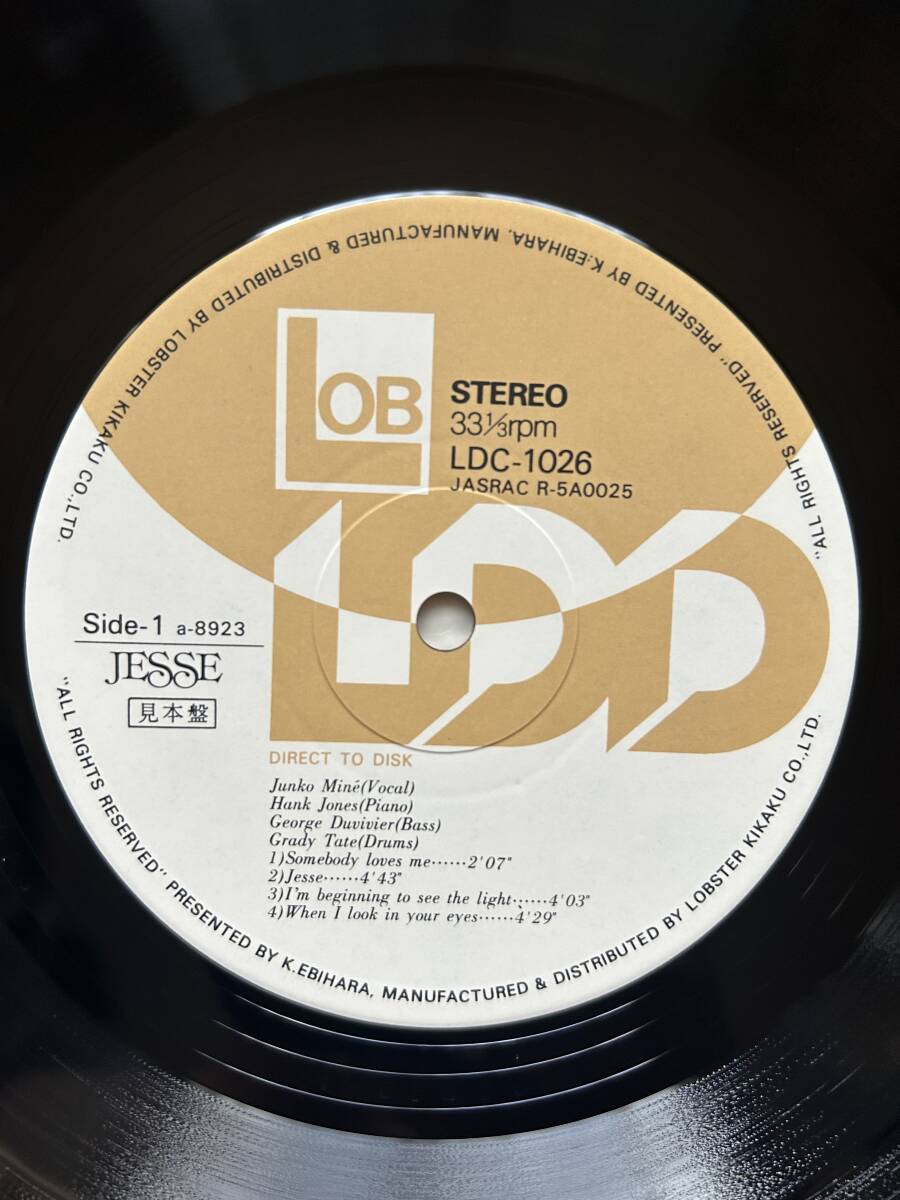 "ALL RIGHTS RESERVED" PRESENTED BY K.EBIHARA, MANUFACTURED & DISTRIBUTED BY LOBSTER KIKAKU CO.,LTD.
LOB
STEREO
33⅓rpm
LDC-1026
JASRAC R-5A0025
LDD
Side-1 a-8923
JESSE
見本盤
DIRECT TO DISK
Junko Miné(Vocal)
Hank Jones(Piano)
George Duvivier(Bass)
Grady Tate(Drums)
1)Somebody loves me······2'07"
2)Jesse······4'43"
3)I'm beginning to see the light······4'03"
4)When I look in your eyes······4'29"
"ALL RIGHTS RESERVED" PRESENTED BY K.EBIHARA, MANUFACTURED & DISTRIBUTED BY LOBSTER KIKAKU CO.,LTD.